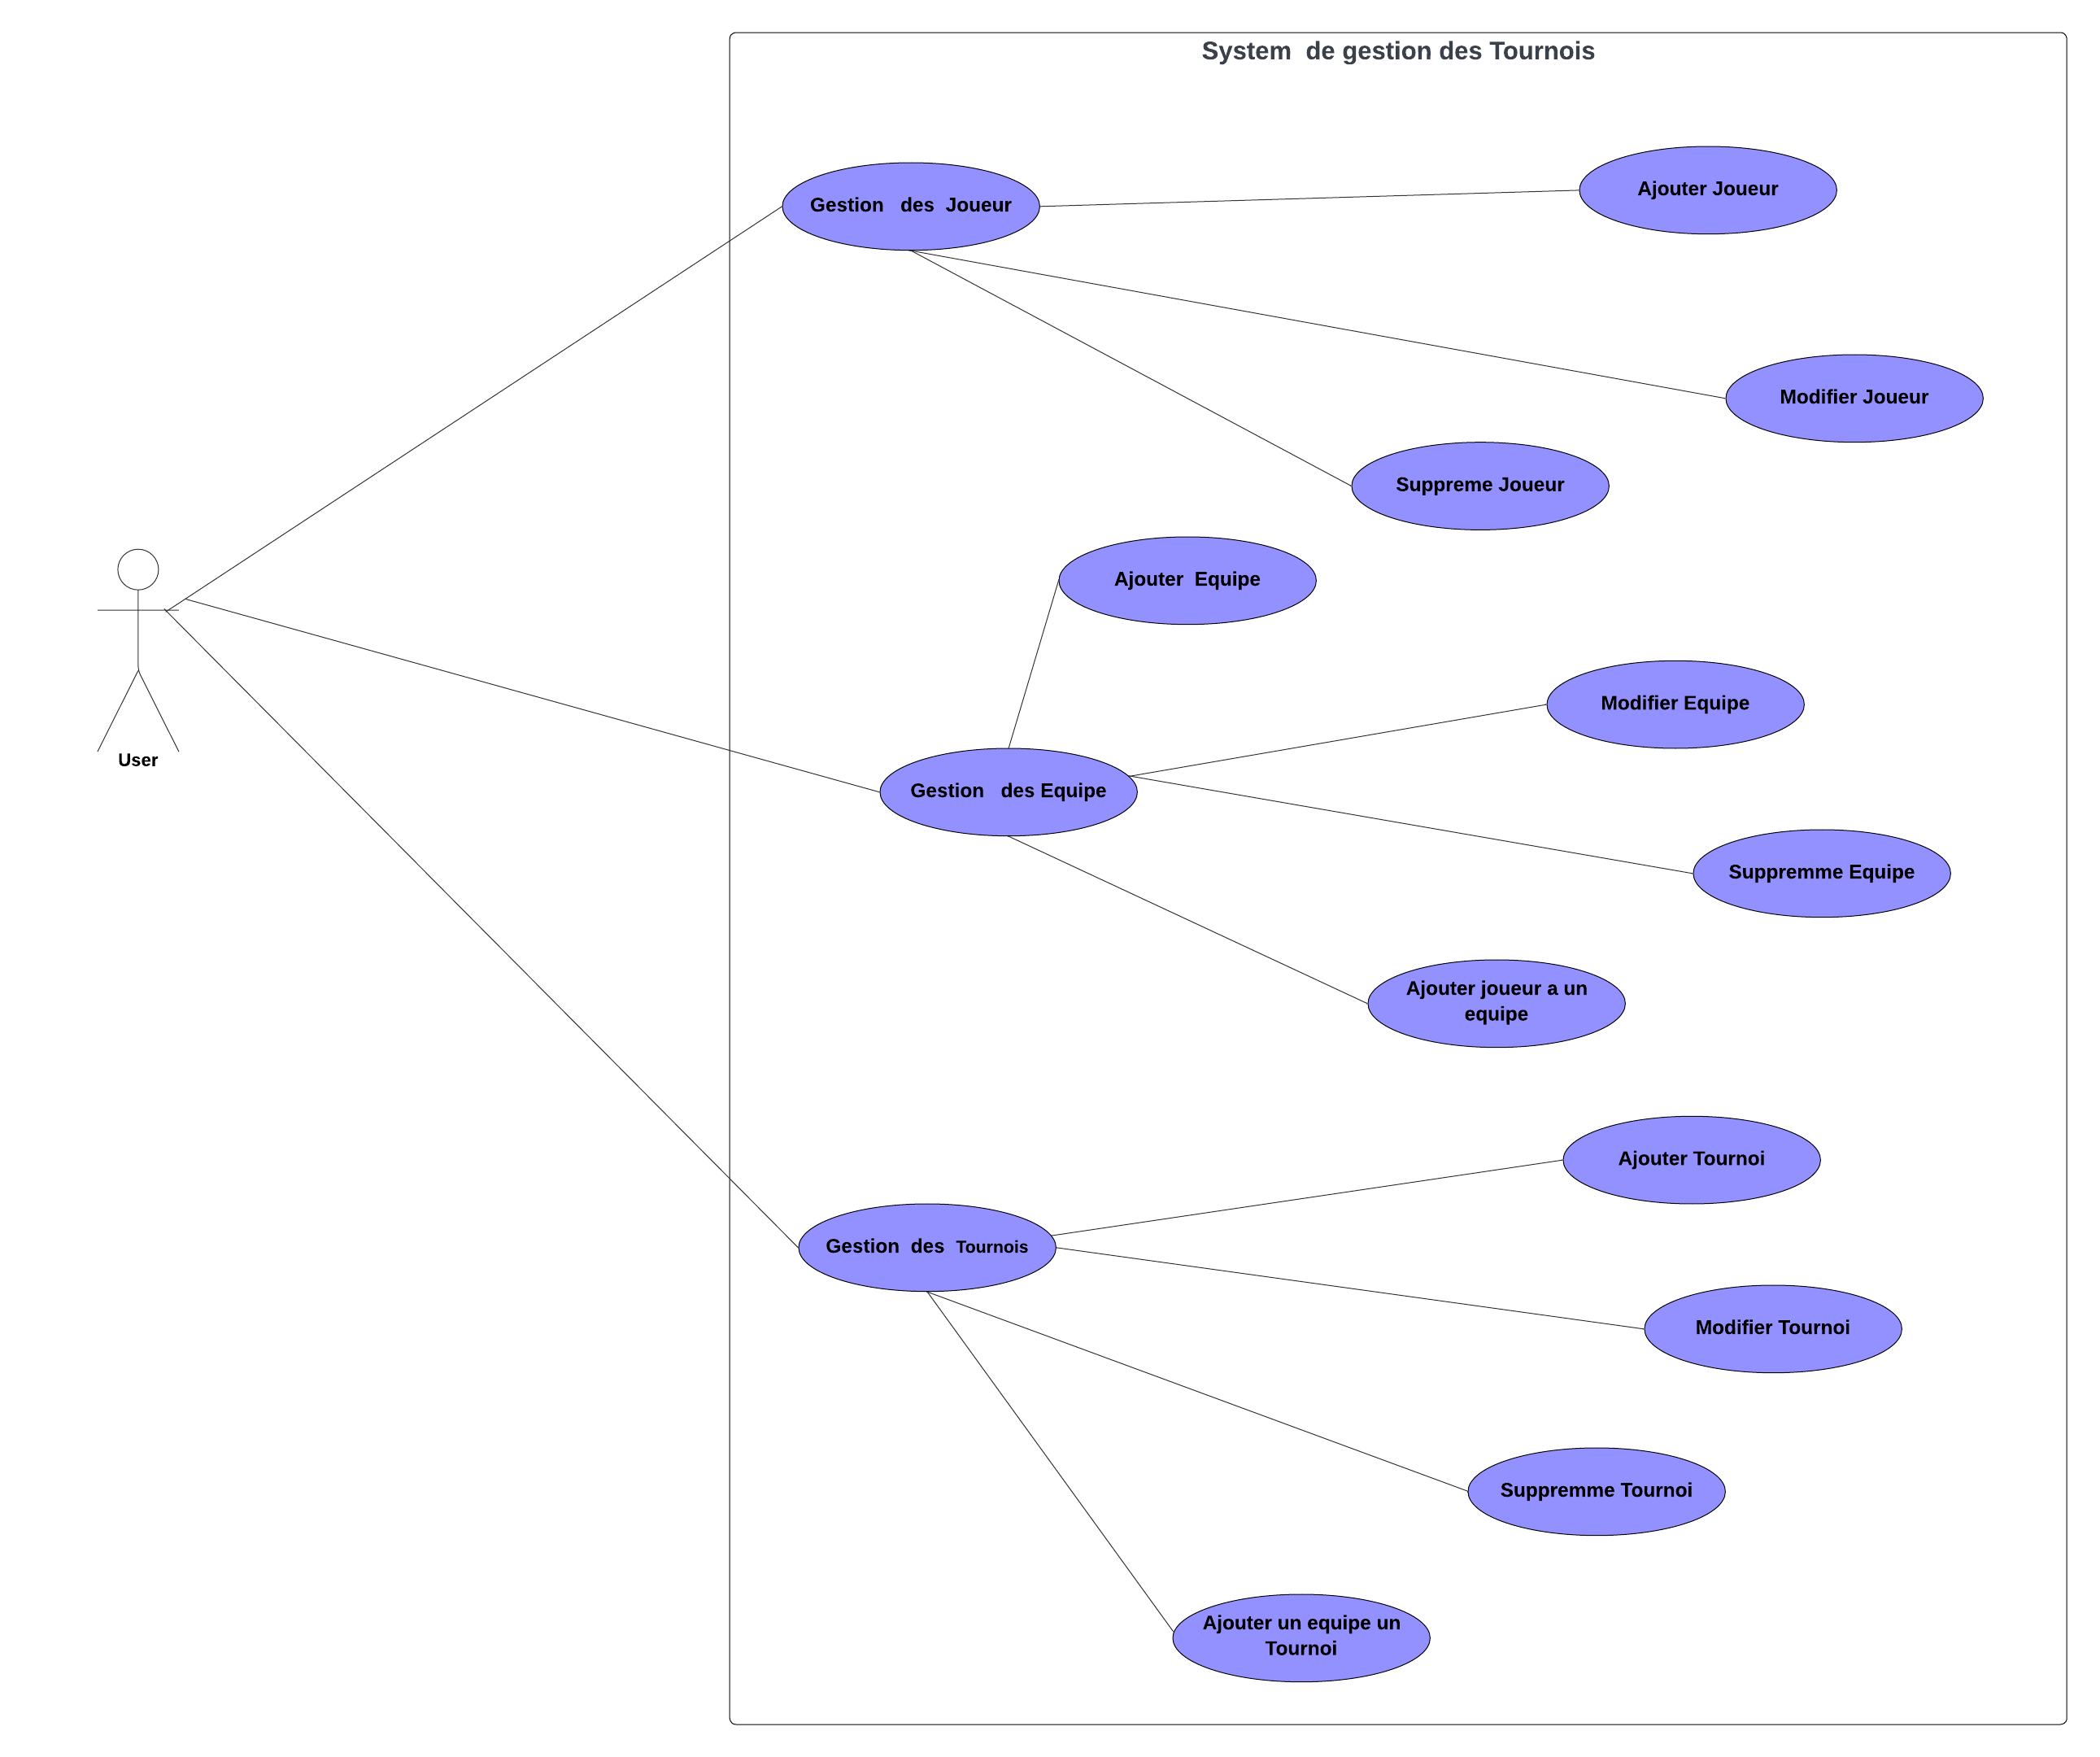 System de gestion des Tournois
Ajouter Joueur
Gestion des Joueur
Modifier Joueur
Suppreme Joueur
Ajouter Equipe
Modifier Equipe
User
Gestion des Equipe
Suppremme Equipe
Ajouter joueur a un
equipe
Ajouter Tournoi
Gestion des Tournois
Modifier Tournoi
Suppremme Tournoi
Ajouter un equipe un
Tournoi